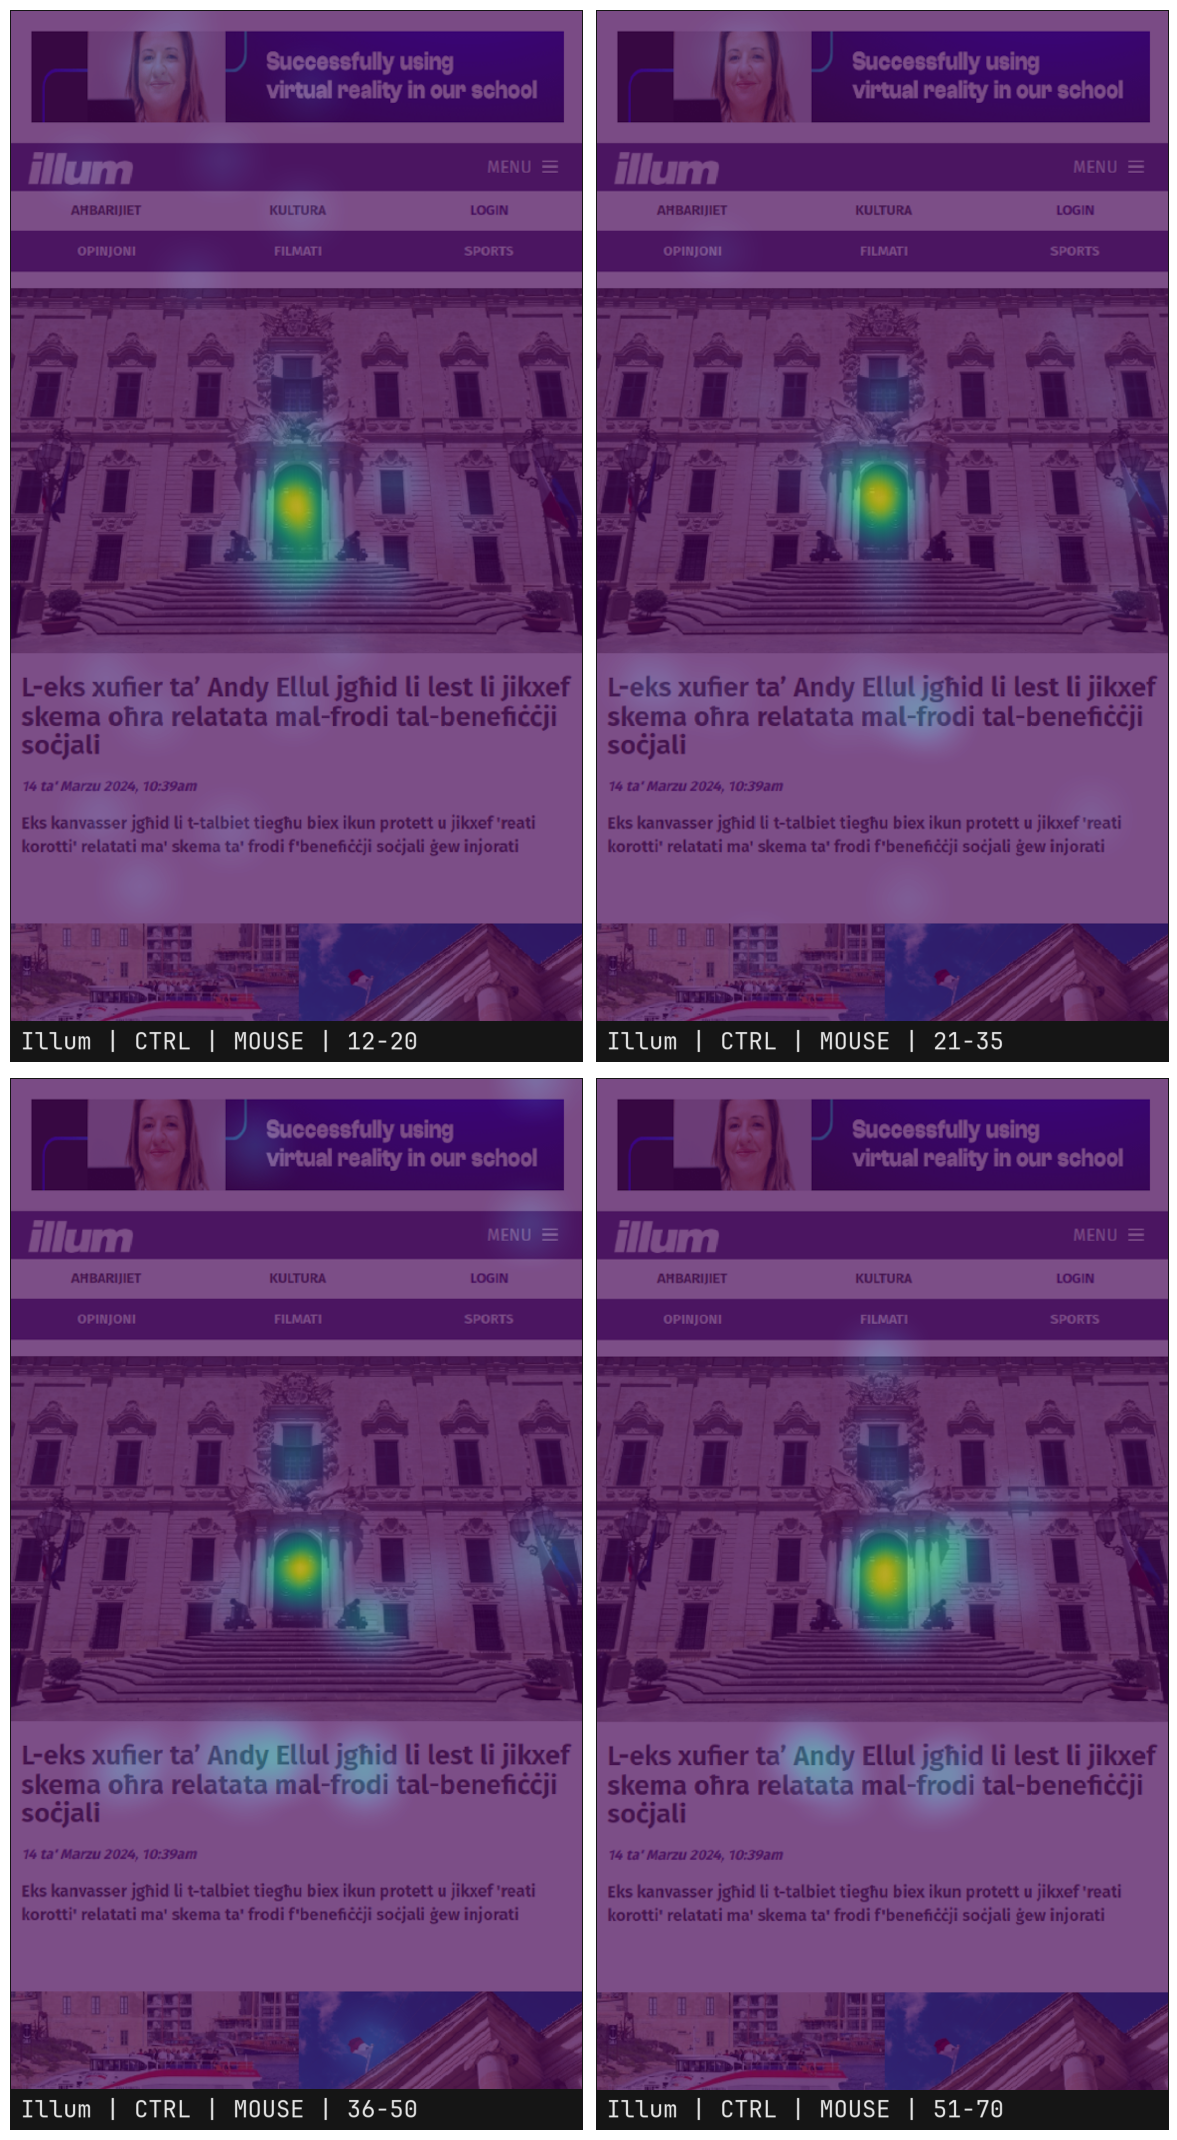 Successfully using
virtual reality in our school
illum
MENU
AĦBARIJIET KULTURA LOGIN
OPINJONI FILMATI SPORTS
L-eks xufier ta’ Andy Ellul jgħid li lest li jikxef
skema oħra relatata mal-frodi tal-benefiċċji
soċjali
14 ta' Marzu 2024, 10:39am
Eks kanvasser jgħid li t-talbiet tiegħu biex ikun protett u jikxef 'reati
korotti' relatati ma' skema ta' frodi f'benefiċċji soċjali ġew injorati
Illum | CTRL | MOUSE | 12-20
Successfully using
virtual reality in our school
illum
MENU
AĦBARIJIET KULTURA LOGIN
OPINJONI FILMATI SPORTS
L-eks xufier ta’ Andy Ellul jgħid li lest li jikxef
skema oħra relatata mal-frodi tal-benefiċċji
soċjali
14 ta' Marzu 2024, 10:39am
Eks kanvasser jgħid li t-talbiet tiegħu biex ikun protett u jikxef 'reati
korotti' relatati ma' skema ta' frodi f'benefiċċji soċjali ġew injorati
Illum | CTRL | MOUSE | 21-35
Successfully using
virtual reality in our school
illum
MENU
AĦBARIJIET KULTURA LOGIN
OPINJONI FILMATI SPORTS
L-eks xufier ta’ Andy Ellul jgħid li lest li jikxef
skema oħra relatata mal-frodi tal-benefiċċji
soċjali
14 ta' Marzu 2024, 10:39am
Eks kanvasser jgħid li t-talbiet tiegħu biex ikun protett u jikxef 'reati
korotti' relatati ma' skema ta' frodi f'benefiċċji soċjali ġew injorati
Illum | CTRL | MOUSE | 36-50
Successfully using
virtual reality in our school
illum
MENU
AĦBARIJIET KULTURA LOGIN
OPINJONI FILMATI SPORTS
L-eks xufier ta’ Andy Ellul jgħid li lest li jikxef
skema oħra relatata mal-frodi tal-benefiċċji
soċjali
14 ta' Marzu 2024, 10:39am
Eks kanvasser jgħid li t-talbiet tiegħu biex ikun protett u jikxef 'reati
korotti' relatati ma' skema ta' frodi f'benefiċċji soċjali ġew injorati
Illum | CTRL | MOUSE | 51-70